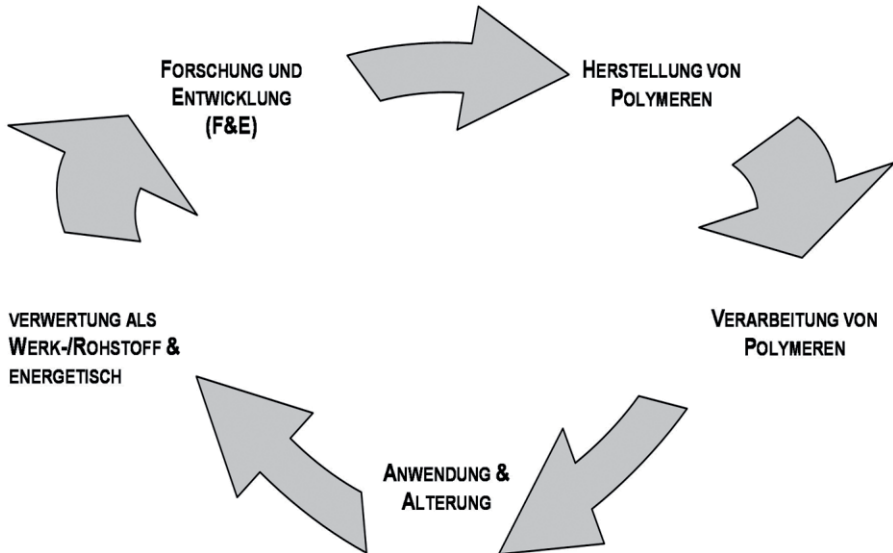 FORSCHUNG UND
ENTWICKLUNG
(F&E)
HERSTELLUNG VON
POLYMEREN
VERARBEITUNG VON
POLYMEREN
ANWENDUNG &
ALTERUNG
VERWERTUNG ALS
WERK-/ROHSTOFF &
ENERGETISCH